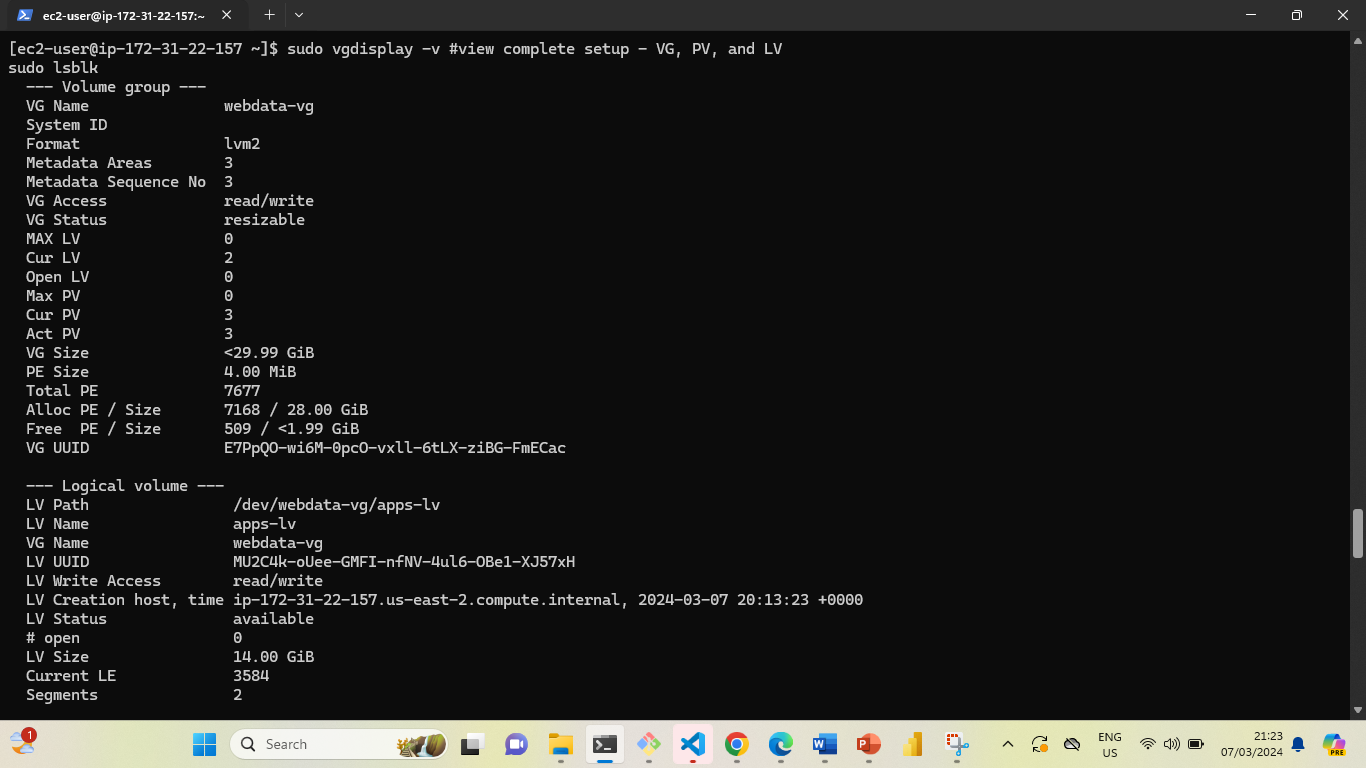 ec2-user@ip-172-31-22-157:~
[ec2-user@ip-172-31-22-157 ~]$ sudo vgdisplay -v #view complete setup - VG, PV, and LV
sudo lsblk
--- Volume group ---
VG Name webdata-vg
System ID
Format lvm2
Metadata Areas 3
Metadata Sequence No 3
VG Access read/write
VG Status resizable
MAX LV 0
Cur LV 2
Open LV 0
Max PV 0
Cur PV 3
Act PV 3
VG Size <29.99 GiB
PE Size 4.00 MiB
Total PE 7677
Alloc PE / Size 7168 / 28.00 GiB
Free PE / Size 509 / <1.99 GiB
VG UUID E7PpQO-wi6M-0pcO-vxll-6tLX-ziBG-FmECac
--- Logical volume ---
LV Path /dev/webdata-vg/apps-lv
LV Name apps-lv
VG Name webdata-vg
LV UUID MU2C4k-oUee-GMFI-nfNV-4ul6-OBe1-XJ57xH
LV Write Access read/write
LV Creation host, time ip-172-31-22-157.us-east-2.compute.internal, 2024-03-07 20:13:23 +0000
LV Status available
# open 0
LV Size 14.00 GiB
Current LE 3584
Segments 2
1
Search
ENG
US
21:23
07/03/2024
PRE